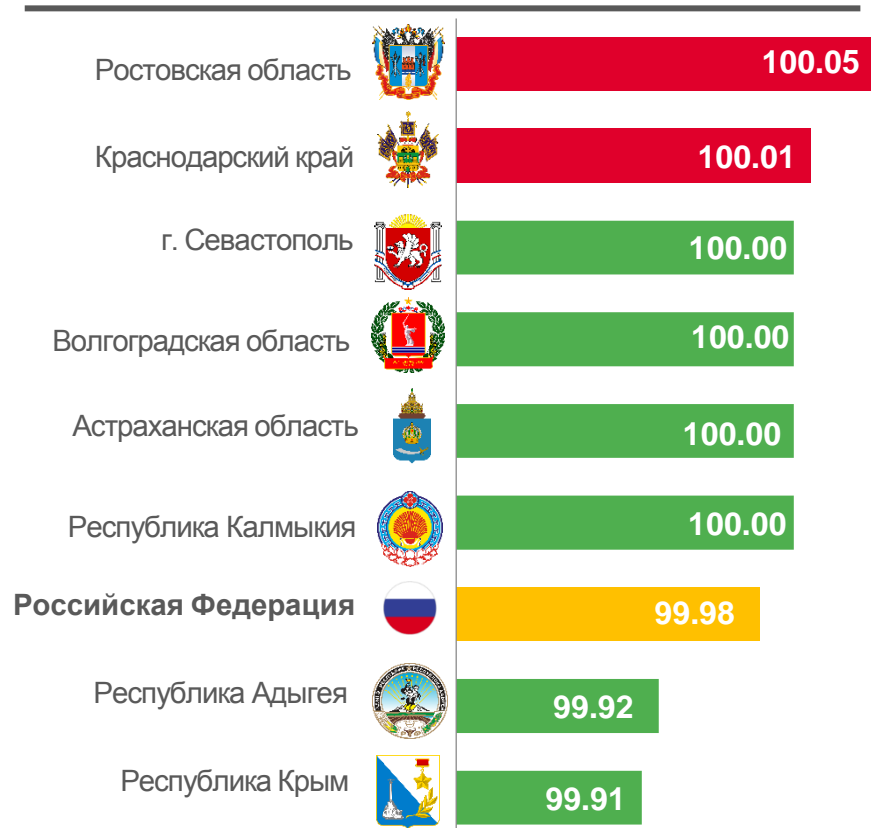 Ростовская область 100.05
Краснодарский край 100.01
г. Севастополь 100.00
Волгоградская область 100.00
Астраханская область 100.00
Республика Калмыкия 100.00
Российская Федерация 99.98
Республика Адыгея 99.92
Республика Крым 99.91